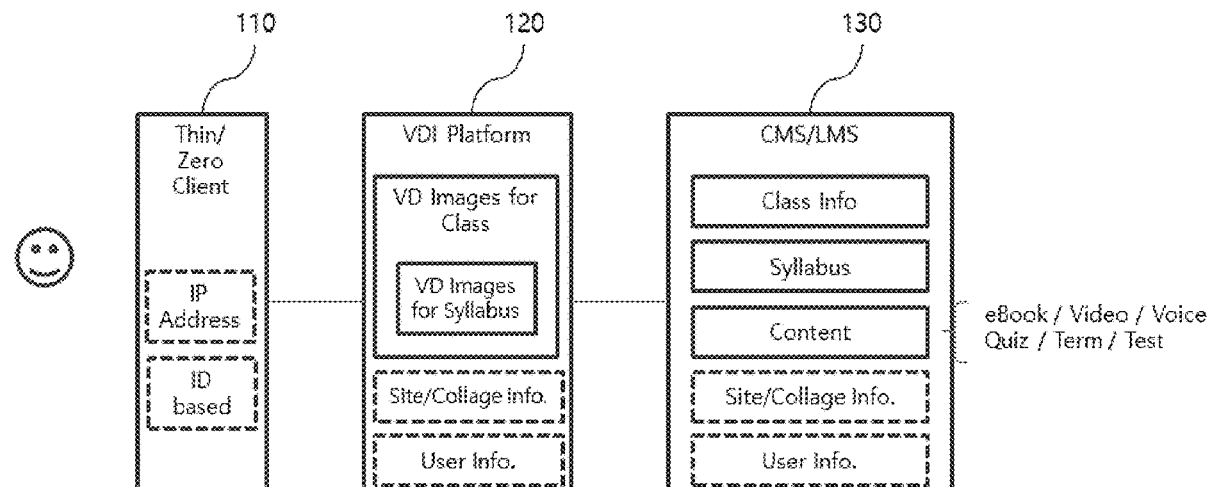 110
120
130
Thin/
Zero
Client
IP
Address
ID
based
VDI Platform
VD Images for
Class
VD Images
for Syllabus
Site/Collage Info.
User Info.
CMS/LMS
Class Info
Syllabus
Content
Site/Collage Info.
User Info.
eBook / Video / Voice
Quiz / Term / Test